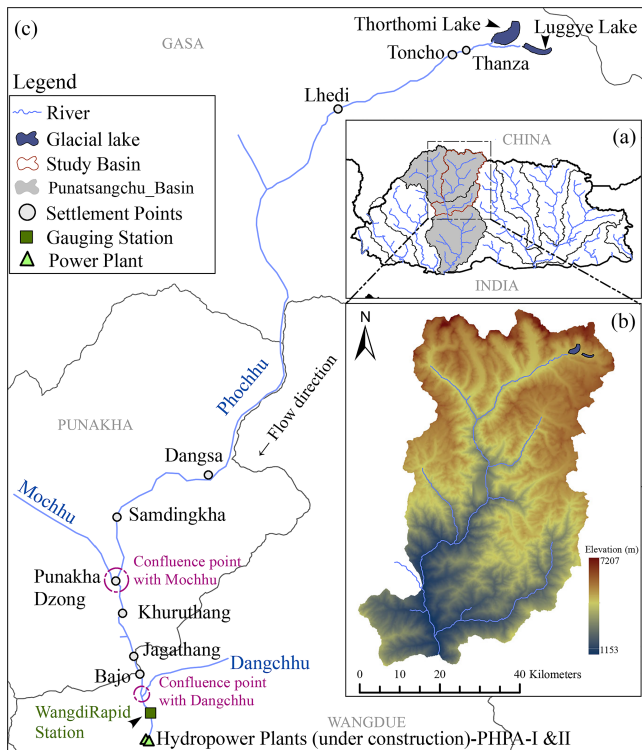 (c)
GASA
Thorthomi Lake
Luggye Lake
Toncho
Thanza
Lhedi
Legend
River
Glacial lake
Study Basin
Punatsangchu_Basin
Settlement Points
Gauging Station
Power Plant
(a)
CHINA
INDIA
(b)
N
Elevation (m)
7207
1153
0 10 20 40 Kilometers
Phochhu
← Flow direction
PUNAKHA
Dangsa
Mochhu
Samdingkha
Confluence point
with Mochhu
Punakha
Dzong
Khuruthang
Jagathang
Dangchhu
Bajo
Confluence point
with Dangchhu
WangdiRapid
Station
WANGDUE
Hydropower Plants (under construction)-PHPA-I &II